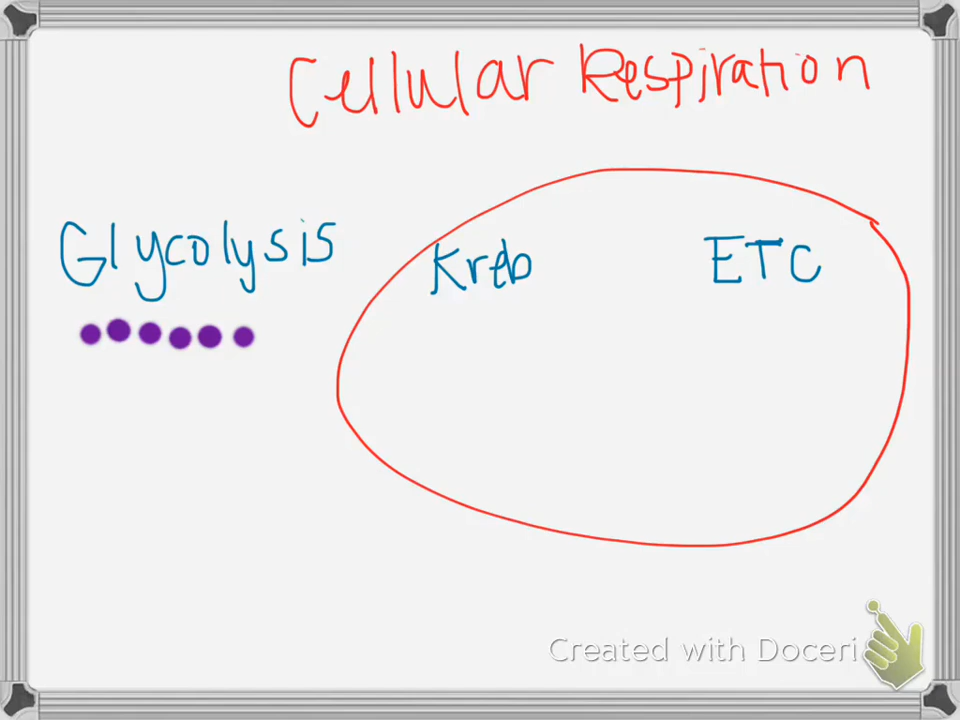 Cellular Respiration
Glycolysis
Kreb
ETC
Created with Doceri